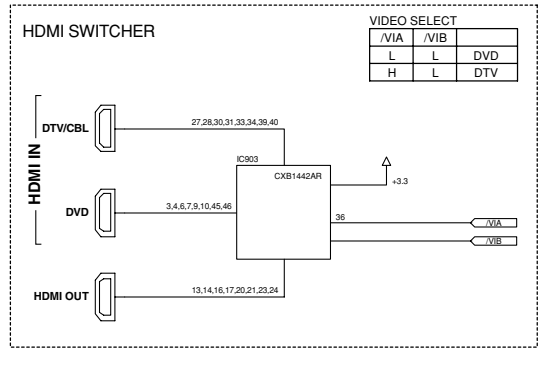 HDMI SWITCHER
VIDEO SELECT
/VIA /VIB
L L DVD
H L DTV
HDMI IN
DTV/CBL
27,28,30,31,33,34,39,40
IC903
CXB1442AR
+3.3
DVD
3,4,6,7,9,10,45,46
36
/VIA
/VIB
HDMI OUT
13,14,16,17,20,21,23,24